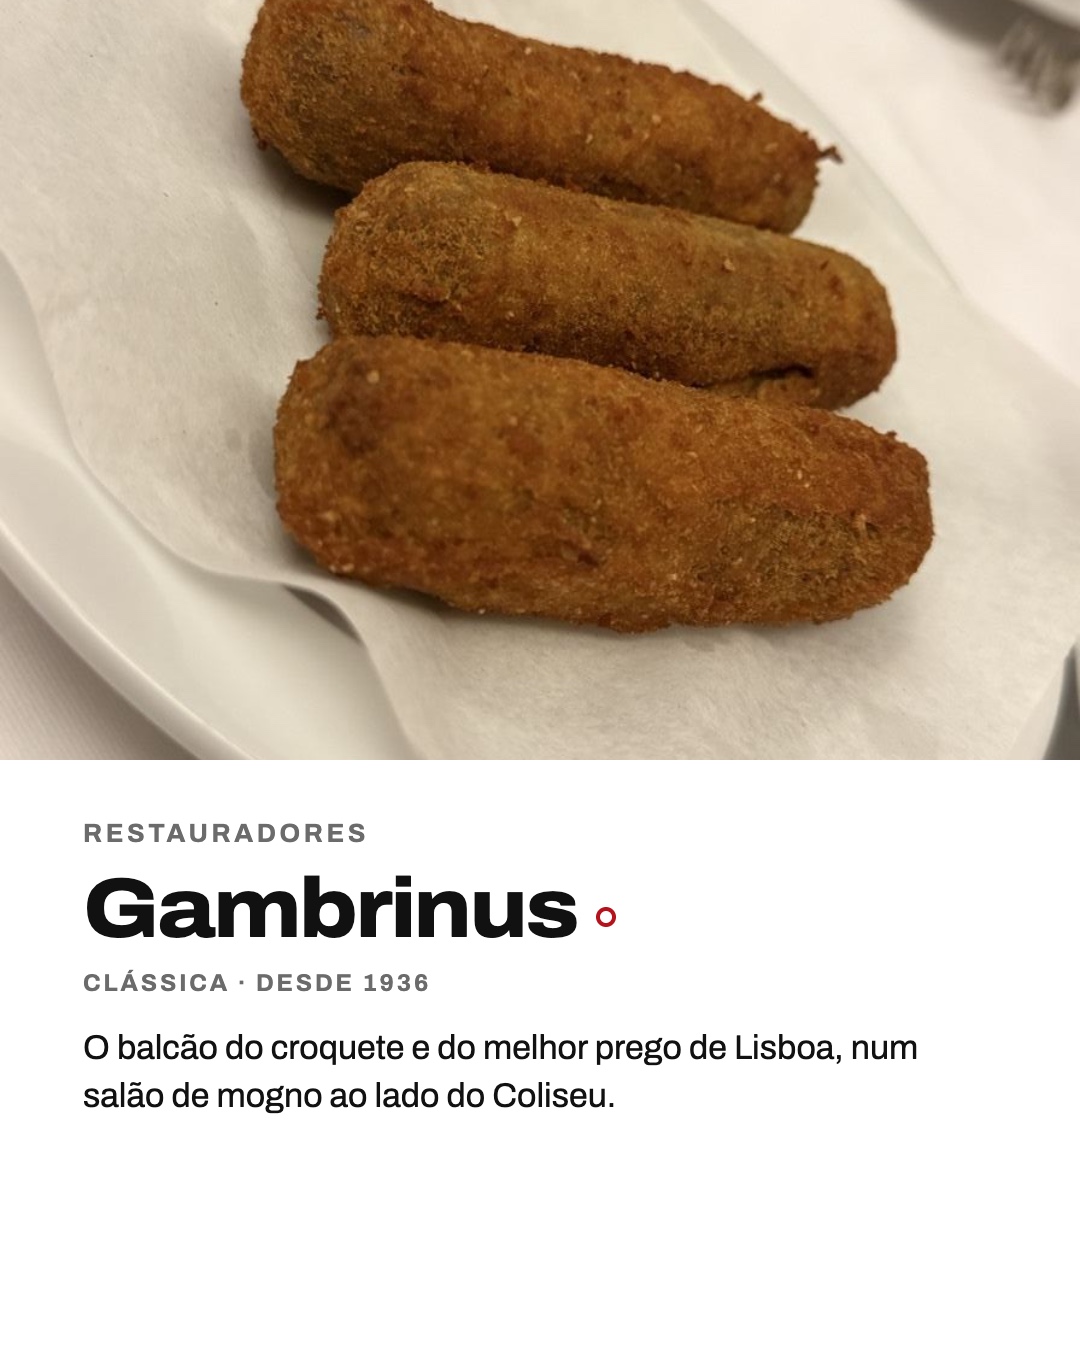 RESTAURADORES
Gambrinus
CLÁSSICA · DESDE 1936
O balcão do croquete e do melhor prego de Lisboa, num
salão de mogno ao lado do Coliseu.